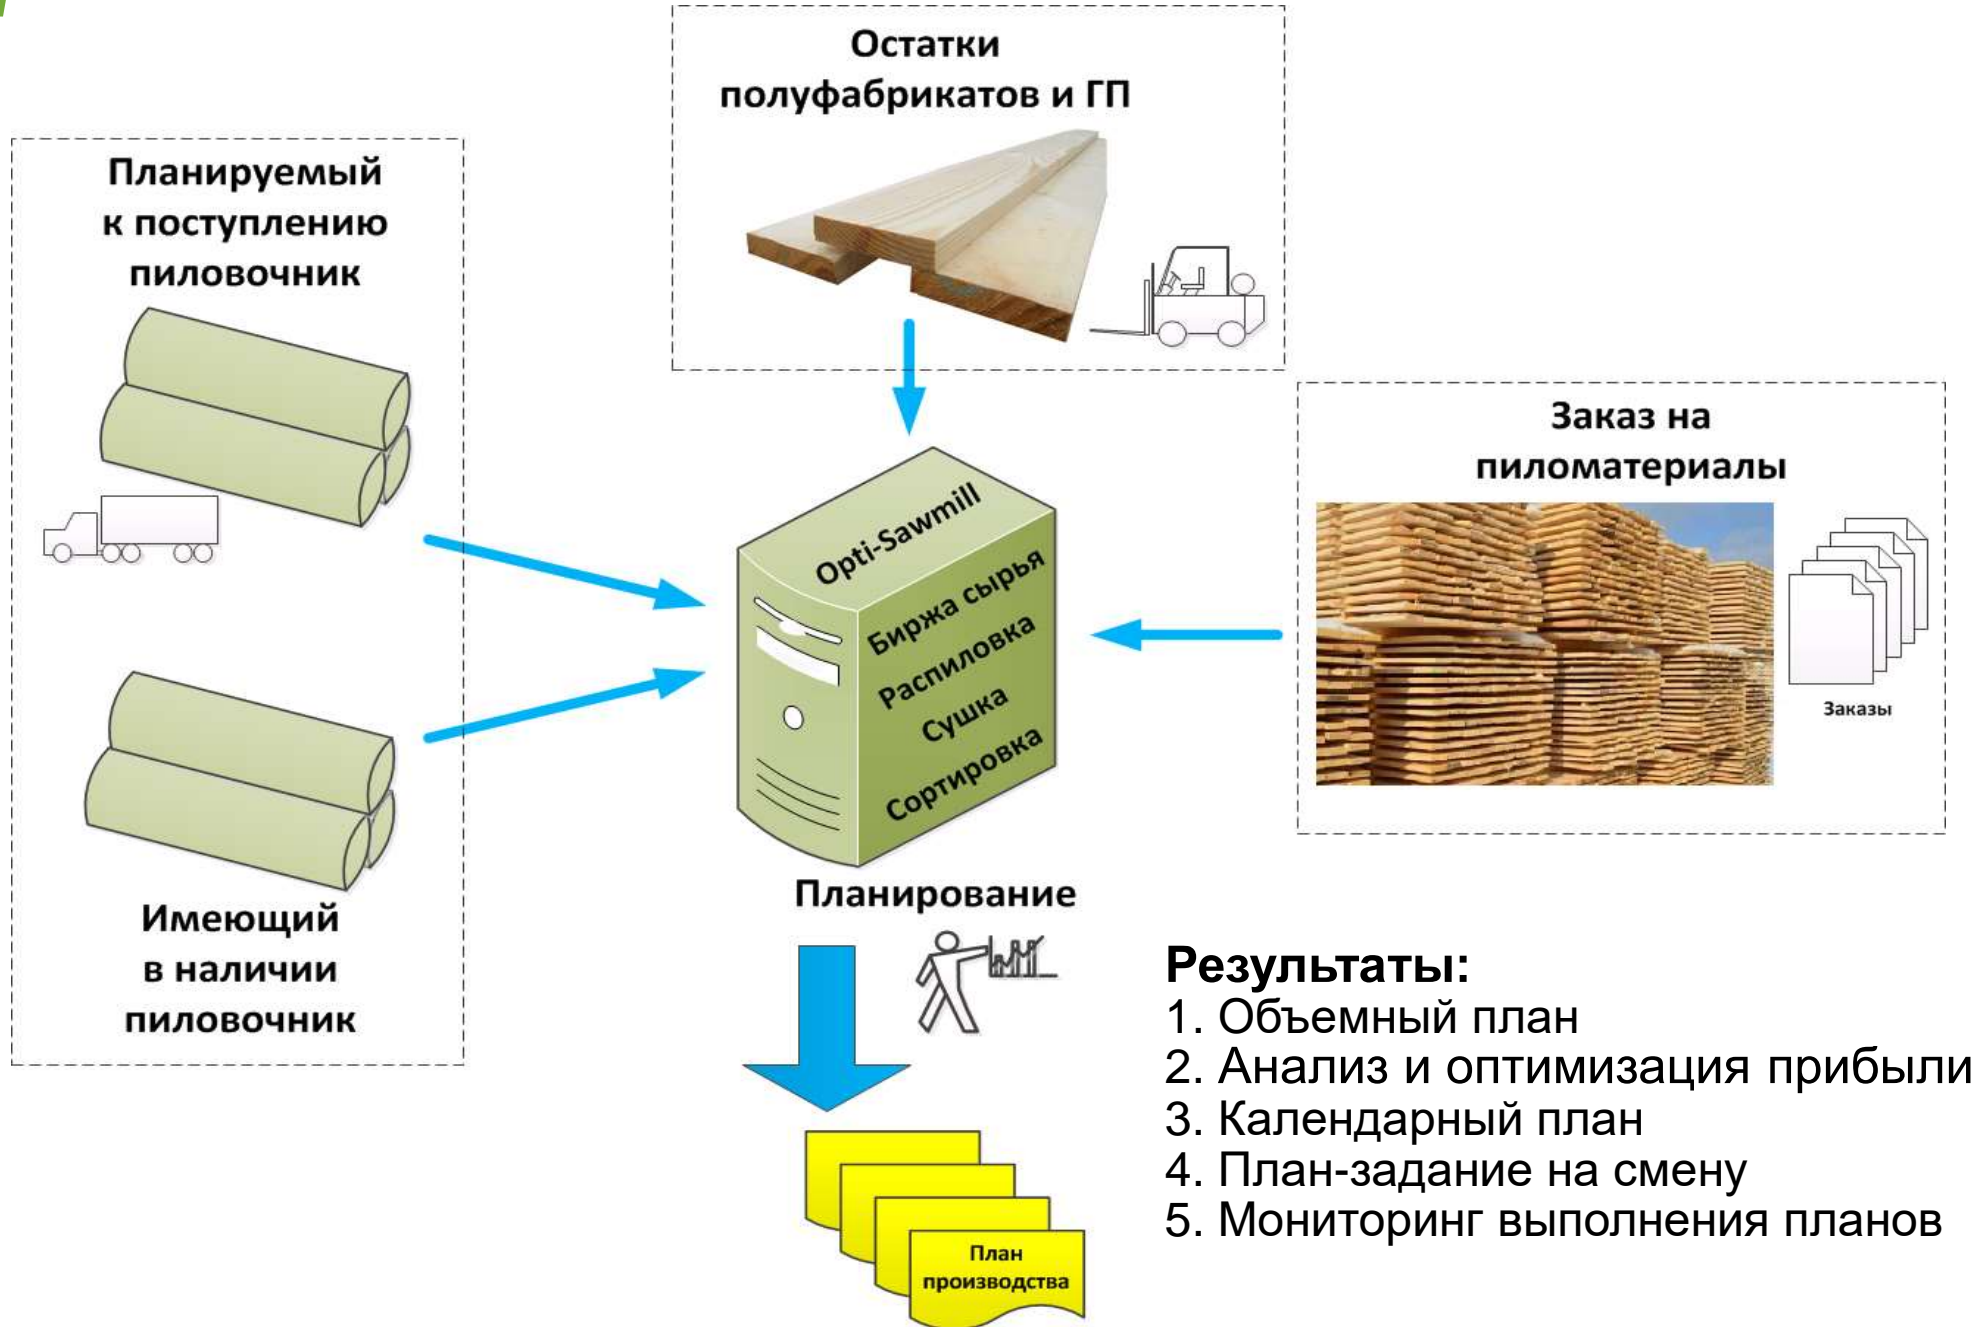 Остатки
полуфабрикатов и ГП
Планируемый
к поступлению
пиловочник
Заказ на
пиломатериалы
Заказы
Opti-Sawmill
Биржа сырья
Распиловка
Сушка
Сортировка
Имеющий
в наличии
пиловочник
Планирование
Результаты:
1. Объемный план
2. Анализ и оптимизация прибыли
3. Календарный план
4. План-задание на смену
5. Мониторинг выполнения планов
План
производства